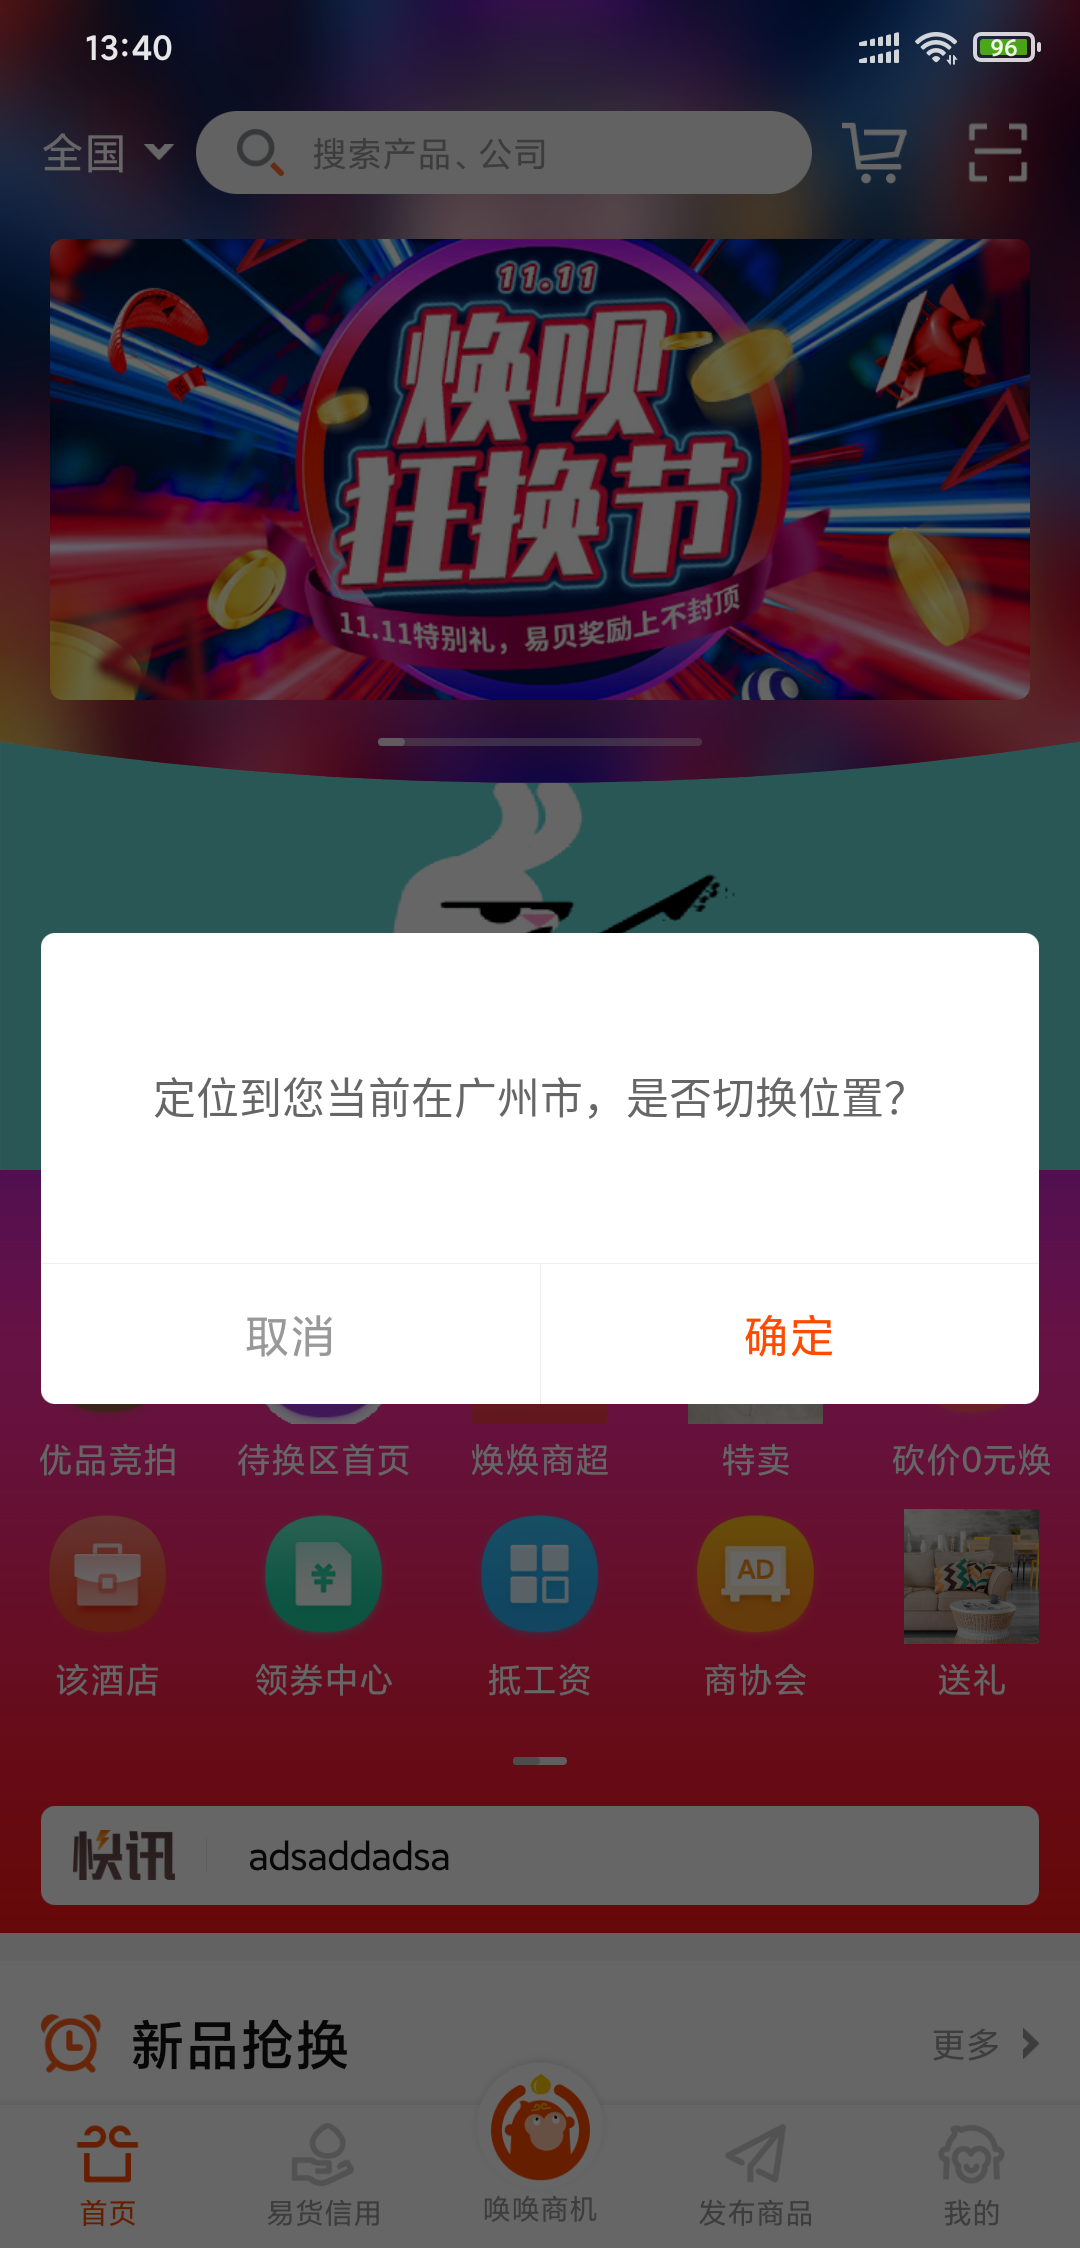 13:40
96
全国
搜索产品、公司
11.11
焕呗
狂换节
11.11特别礼，易贝奖励上不封顶
定位到您当前在广州市，是否切换位置？
取消
确定
优品竞拍
待换区首页
焕焕商超
特卖
砍价0元焕
AD
该酒店
领券中心
抵工资
商协会
送礼
快讯
adsaddadsa
新品抢换
更多
首页
易货信用
唤唤商机
发布商品
我的